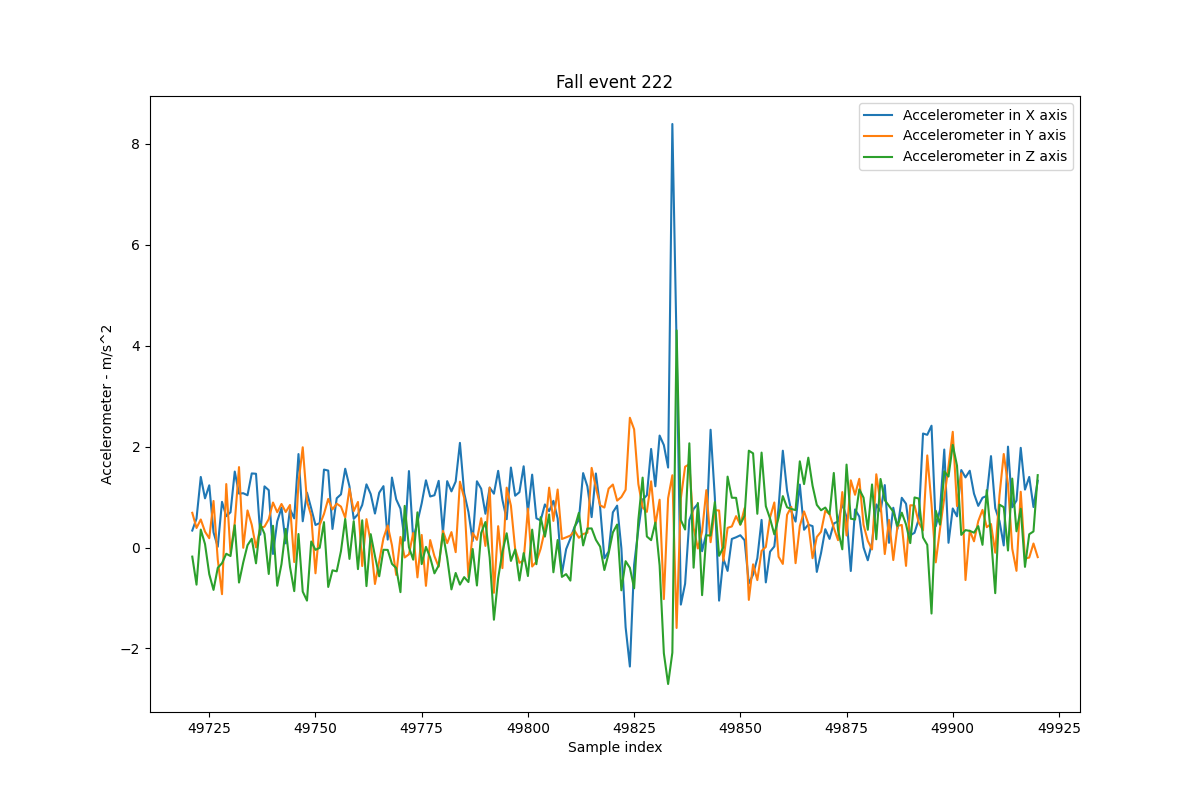 Fall event 222
Accelerometer in X axis
Accelerometer in Y axis
Accelerometer in Z axis
Accelerometer - m/s^2
8
6
4
2
0
−2
49725 49750 49775 49800 49825 49850 49875 49900 49925
Sample index